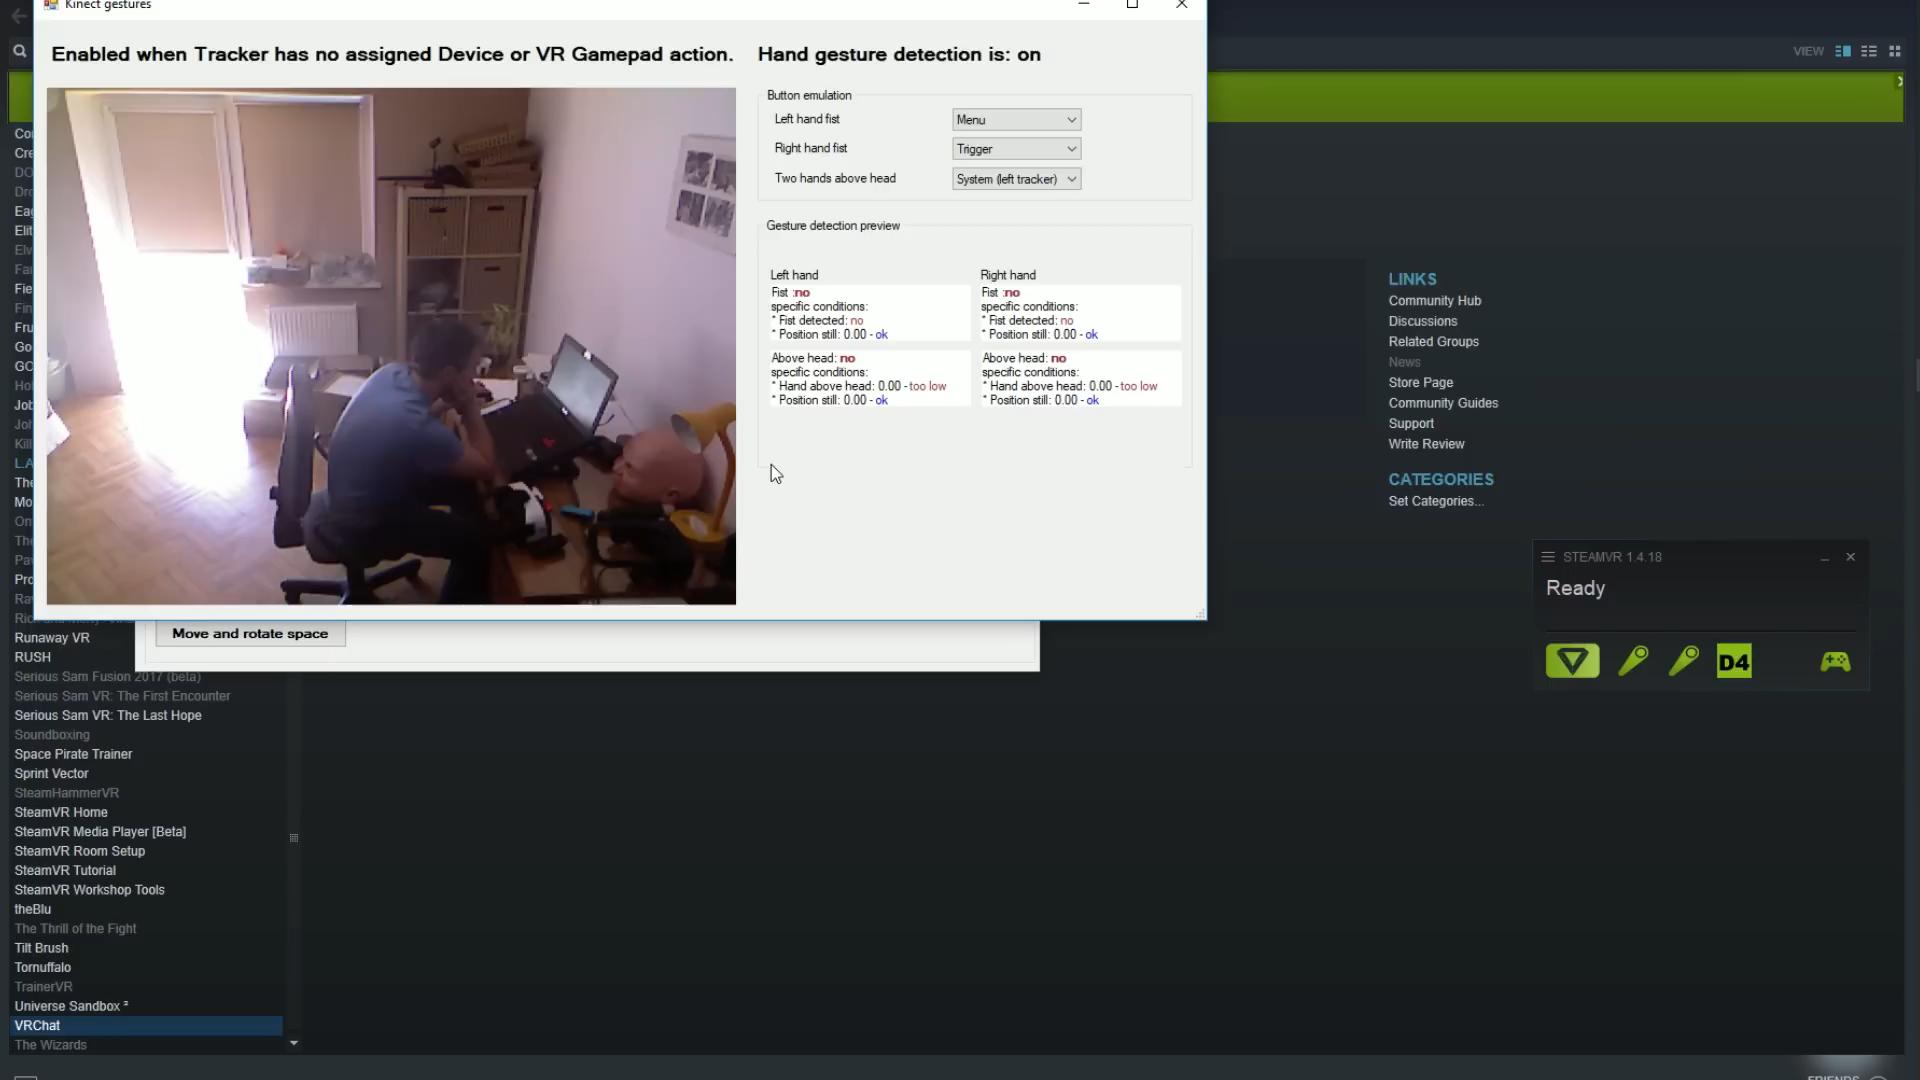 Kinect gestures
Enabled when Tracker has no assigned Device or VR Gamepad action.
Hand gesture detection is: on
Button emulation
Left hand fist
Menu
Right hand fist
Trigger
Two hands above head
System (left tracker)
Gesture detection preview
Left hand
Fist :no
specific conditions:
* Fist detected: no
* Position still: 0.00 - ok
Above head: no
specific conditions:
* Hand above head: 0.00 - too low
* Position still: 0.00 - ok
Right hand
Fist :no
specific conditions:
* Fist detected: no
* Position still: 0.00 - ok
Above head: no
specific conditions:
* Hand above head: 0.00 - too low
* Position still: 0.00 - ok
Move and rotate space
VIEW
LINKS
Community Hub
Discussions
Related Groups
News
Store Page
Community Guides
Support
Write Review
CATEGORIES
Set Categories...
STEAMVR 1.4.18
Ready
D4
Runaway VR
RUSH
Serious Sam Fusion 2017 (beta)
Serious Sam VR: The First Encounter
Serious Sam VR: The Last Hope
Soundboxing
Space Pirate Trainer
Sprint Vector
SteamHammerVR
SteamVR Home
SteamVR Media Player [Beta]
SteamVR Room Setup
SteamVR Tutorial
SteamVR Workshop Tools
theBlu
The Thrill of the Fight
Tilt Brush
Tornuffalo
TrainerVR
Universe Sandbox ²
VRChat
The Wizards
FRIENDS